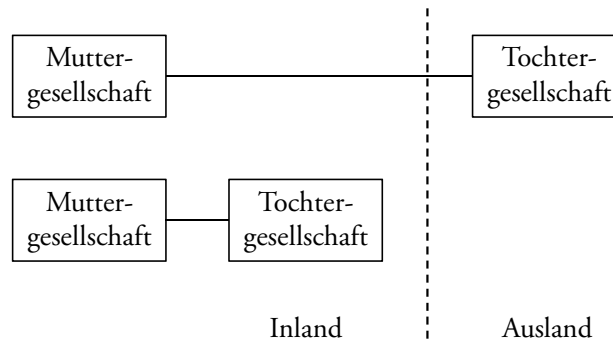 Mutter-
gesellschaft
Tochter-
gesellschaft
Mutter-
gesellschaft
Tochter-
gesellschaft
Inland
Ausland